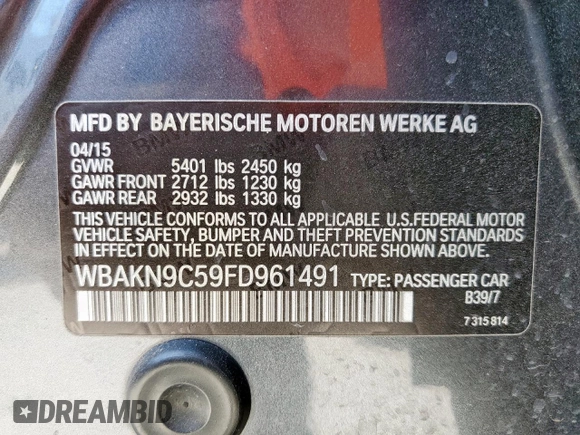 MFD BY BAYERISCHE MOTOREN WERKE AG
04/15
GVWR 5401 lbs 2450 kg
GAWR FRONT 2712 lbs 1230 kg
GAWR REAR 2932 lbs 1330 kg
THIS VEHICLE CONFORMS TO ALL APPLICABLE U.S.FEDERAL MOTOR
VEHICLE SAFETY, BUMPER AND THEFT PREVENTION STANDARDS
IN EFFECT ON THE DATE OF MANUFACTURE SHOWN ABOVE.
WBAKN9C59FD961491 TYPE: PASSENGER CAR
B39/7
7 315 814
DREAMBID